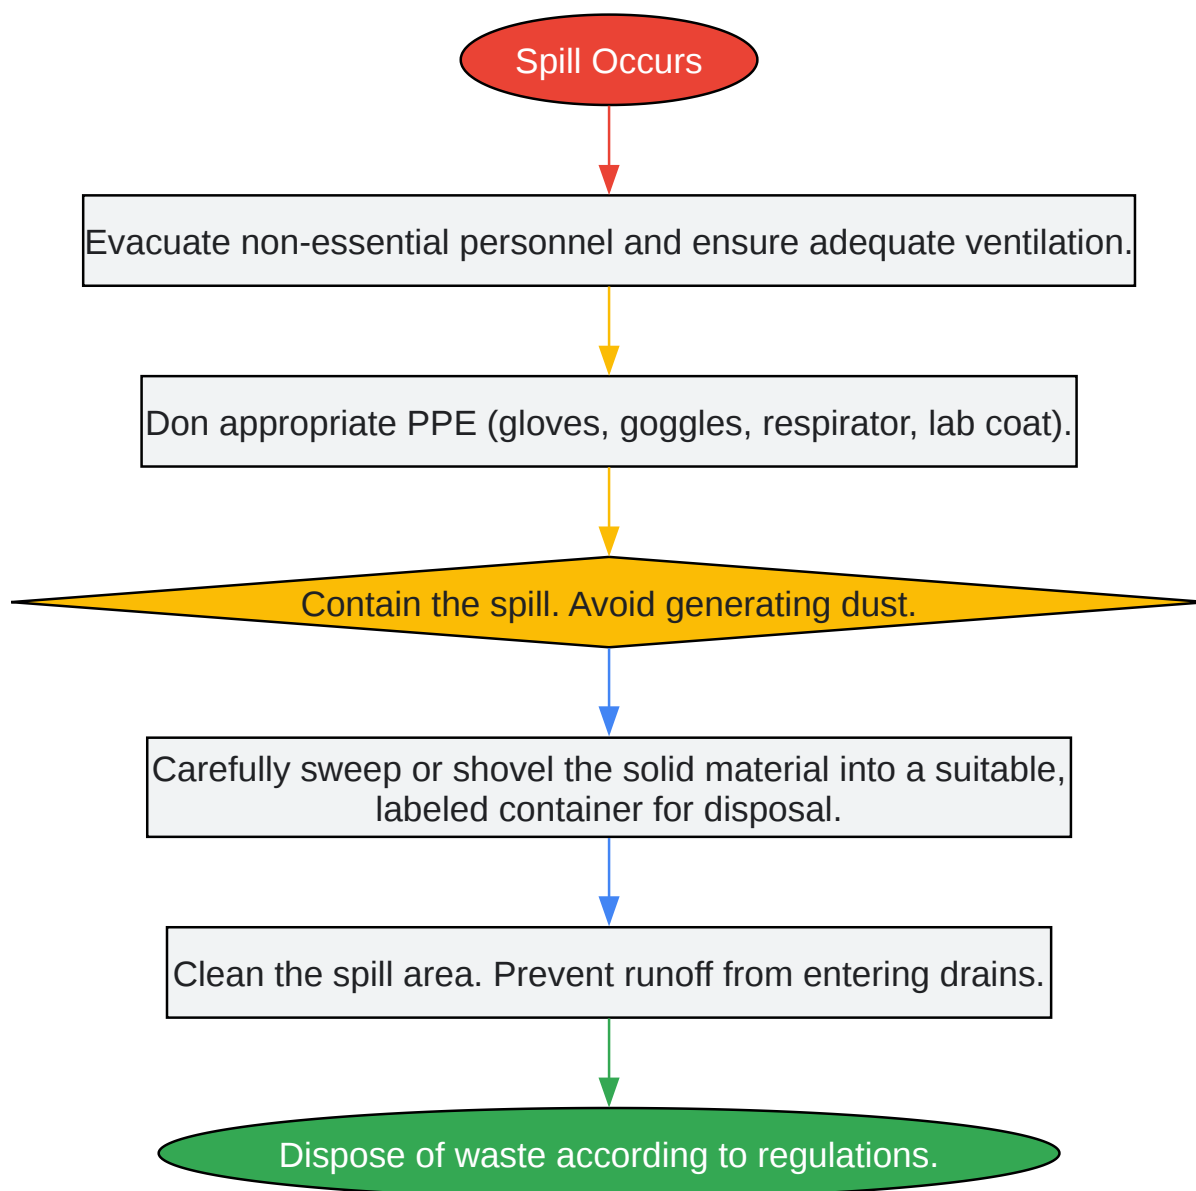 Spill Occurs
Evacuate non-essential personnel and ensure adequate ventilation.
Don appropriate PPE (gloves, goggles, respirator, lab coat).
Contain the spill. Avoid generating dust.
Carefully sweep or shovel the solid material into a suitable,
labeled container for disposal.
Clean the spill area. Prevent runoff from entering drains.
Dispose of waste according to regulations.